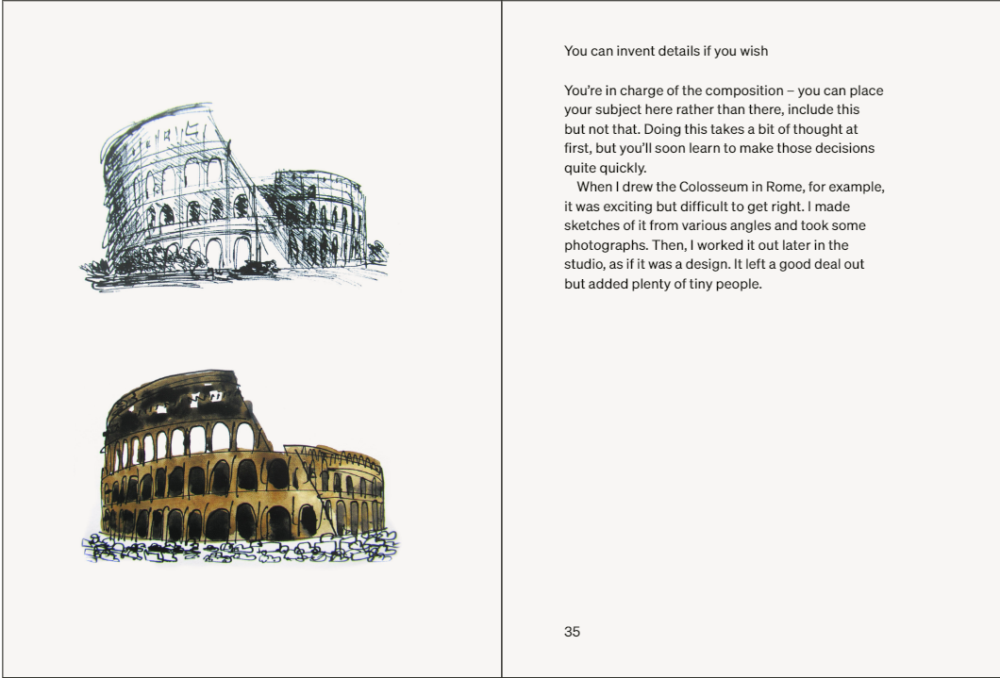 You can invent details if you wish
You’re in charge of the composition – you can place
your subject here rather than there, include this
but not that. Doing this takes a bit of thought at
first, but you’ll soon learn to make those decisions
quite quickly.
When I drew the Colosseum in Rome, for example,
it was exciting but difficult to get right. I made
sketches of it from various angles and took some
photographs. Then, I worked it out later in the
studio, as if it was a design. It left a good deal out
but added plenty of tiny people.
35